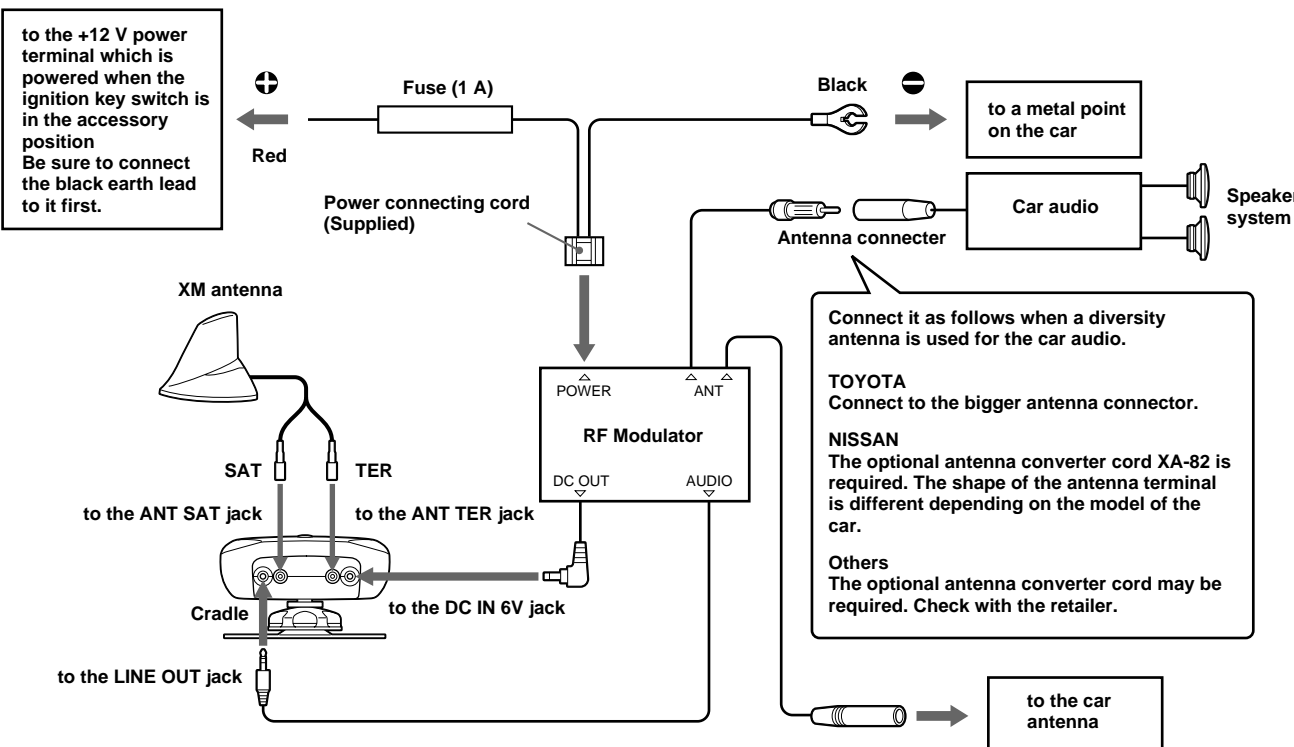 to the +12 V power
terminal which is
powered when the
ignition key switch is
in the accessory
position
Be sure to connect
the black earth lead
to it first.
Red
Fuse (1 A)
Black
to a metal point
on the car
Power connecting cord
(Supplied)
Antenna connecter
Car audio
Speaker
system
XM antenna
Connect it as follows when a diversity
antenna is used for the car audio.
TOYOTA
Connect to the bigger antenna connector.
NISSAN
The optional antenna converter cord XA-82 is
required. The shape of the antenna terminal
is different depending on the model of the
car.
Others
The optional antenna converter cord may be
required. Check with the retailer.
POWER
ANT
RF Modulator
DC OUT
AUDIO
SAT
TER
to the ANT SAT jack
to the ANT TER jack
Cradle
to the DC IN 6V jack
to the LINE OUT jack
to the car
antenna